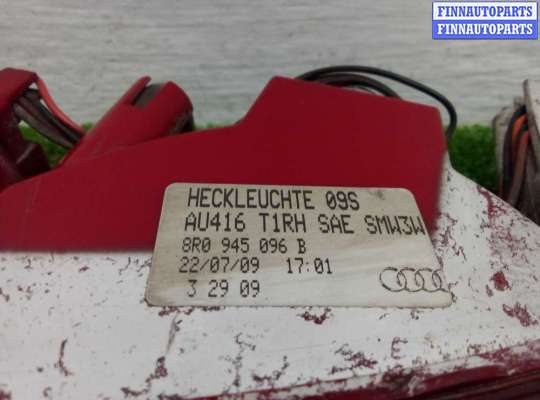 FINNAUTOPARTS
FINNAUTOPARTS
HECKLEUCHTE 09S
AU416 T1RH SAE SMW3W
8R0 945 096 B
22/07/09 17:01
3 29 09